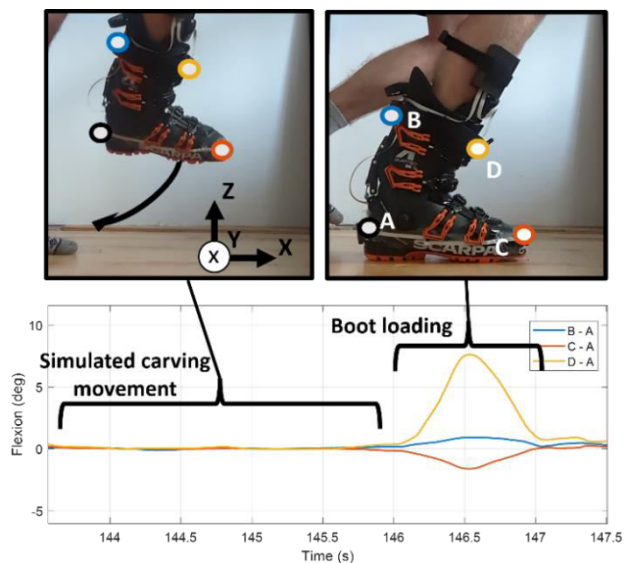 SCARPA
Z
Y
X
X
B
D
A
C
SCARPA
10
5
0
-5
Flexion (deg)
Simulated carving
movement
Boot loading
B - A
C - A
D - A
144
144.5
145
145.5
146
146.5
147
147.5
Time (s)